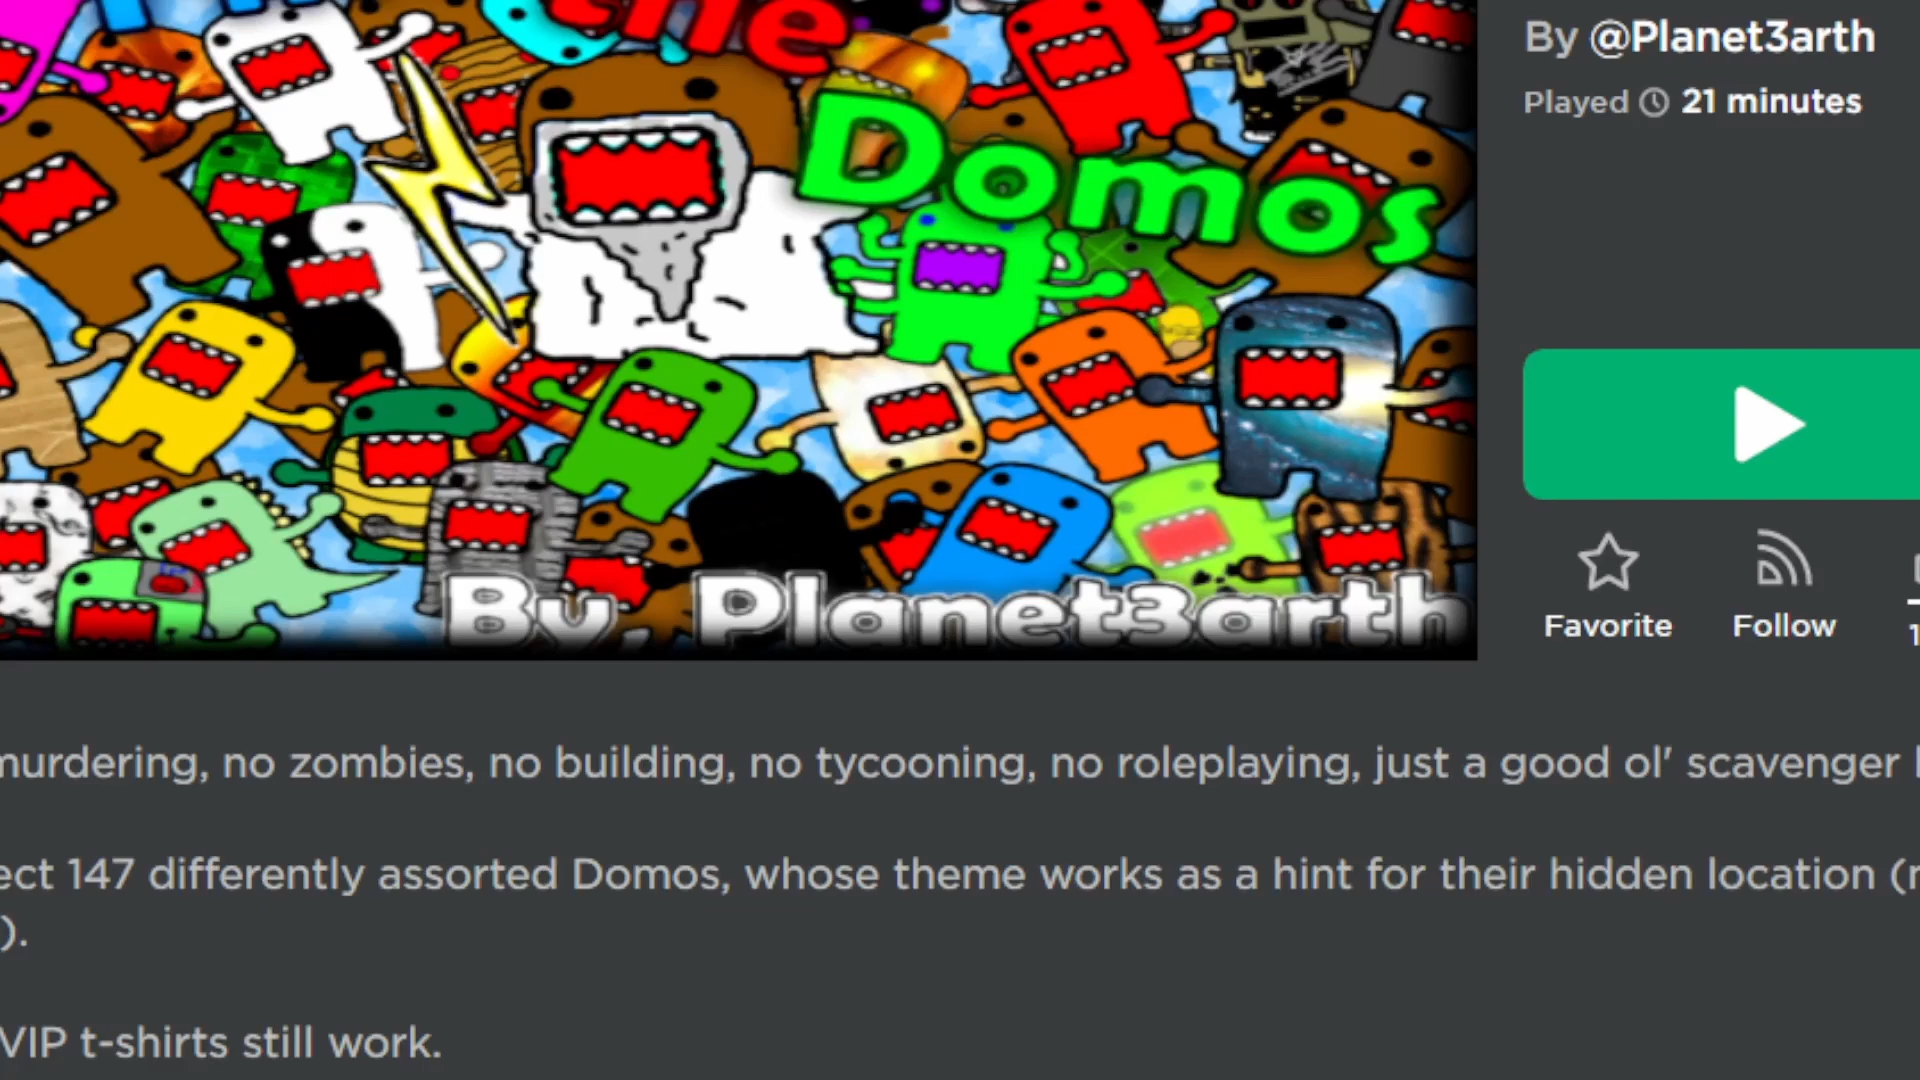 the
Domos
By, Planet3arth
By @Planet3arth
Played 21 minutes
Favorite
Follow
murdering, no zombies, no building, no tycooning, no roleplaying, just a good ol' scavenger
ect 147 differently assorted Domos, whose theme works as a hint for their hidden location (
).
VIP t-shirts still work.